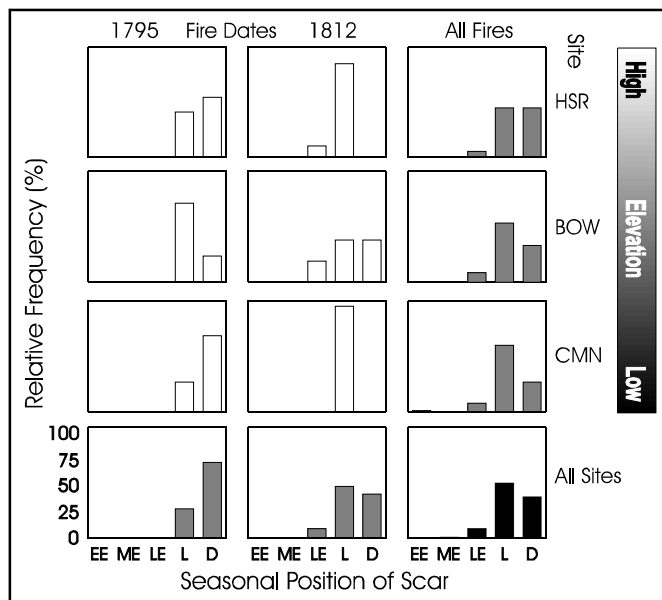 1795 Fire Dates 1812 All Fires
Site
High
HSR
Relative Frequency (%)
BOW
Elevation
CMN
Low
100
75
50
25
0
All Sites
EE ME LE L D EE ME LE L D EE ME LE L D
Seasonal Position of Scar